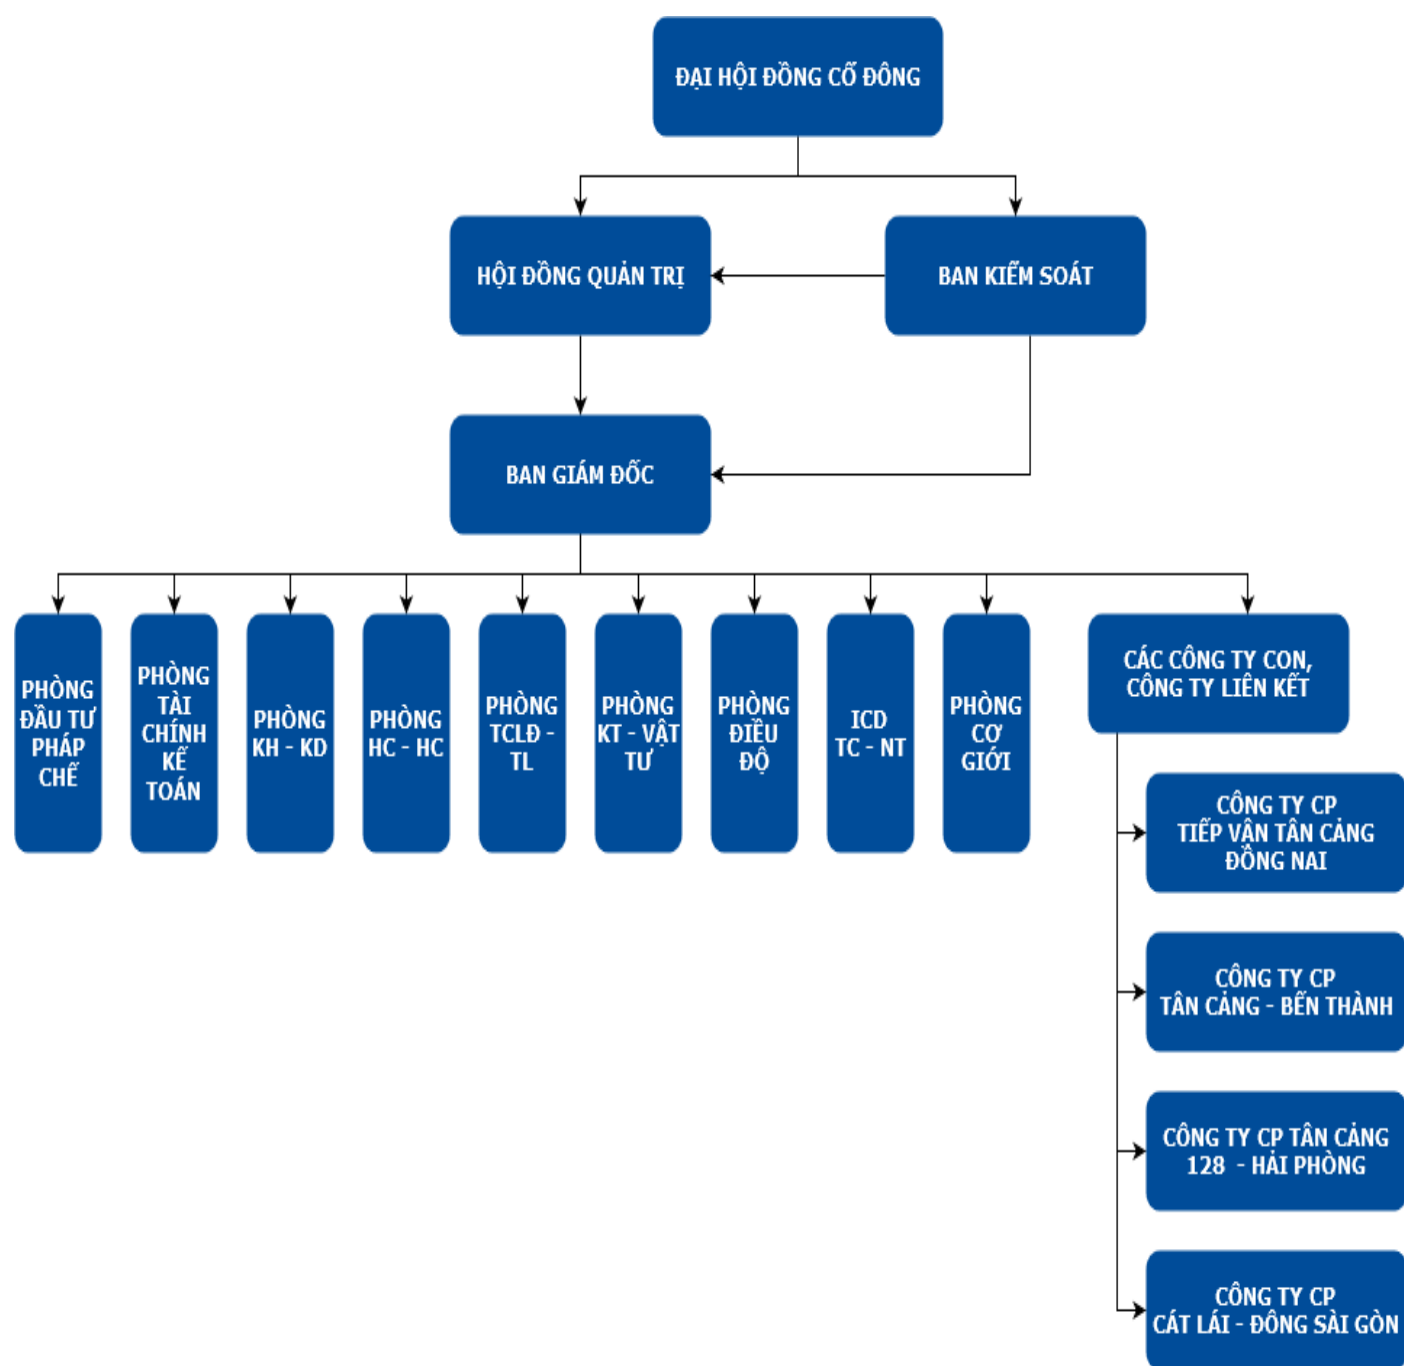 ĐẠI HỘI ĐỒNG CỔ ĐÔNG
HỘI ĐỒNG QUẢN TRỊ
BAN KIỂM SOÁT
BAN GIÁM ĐỐC
PHÒNG
ĐẦU TƯ
PHÁP
CHẾ
PHÒNG
TÀI
CHÍNH
KẾ
TOÁN
PHÒNG
KH - KD
PHÒNG
HC - HC
PHÒNG
TCLĐ -
TL
PHÒNG
KT - VẬT
TƯ
PHÒNG
ĐIỀU
ĐỘ
ICD
TC - NT
PHÒNG
CƠ
GIỚI
CÁC CÔNG TY CON,
CÔNG TY LIÊN KẾT
CÔNG TY CP
TIẾP VẬN TÂN CẢNG
ĐỒNG NAI
CÔNG TY CP
TÂN CẢNG - BẾN THÀNH
CÔNG TY CP TÂN CẢNG
128 - HẢI PHÒNG
CÔNG TY CP
CÁT LÁI - ĐÔNG SÀI GÒN